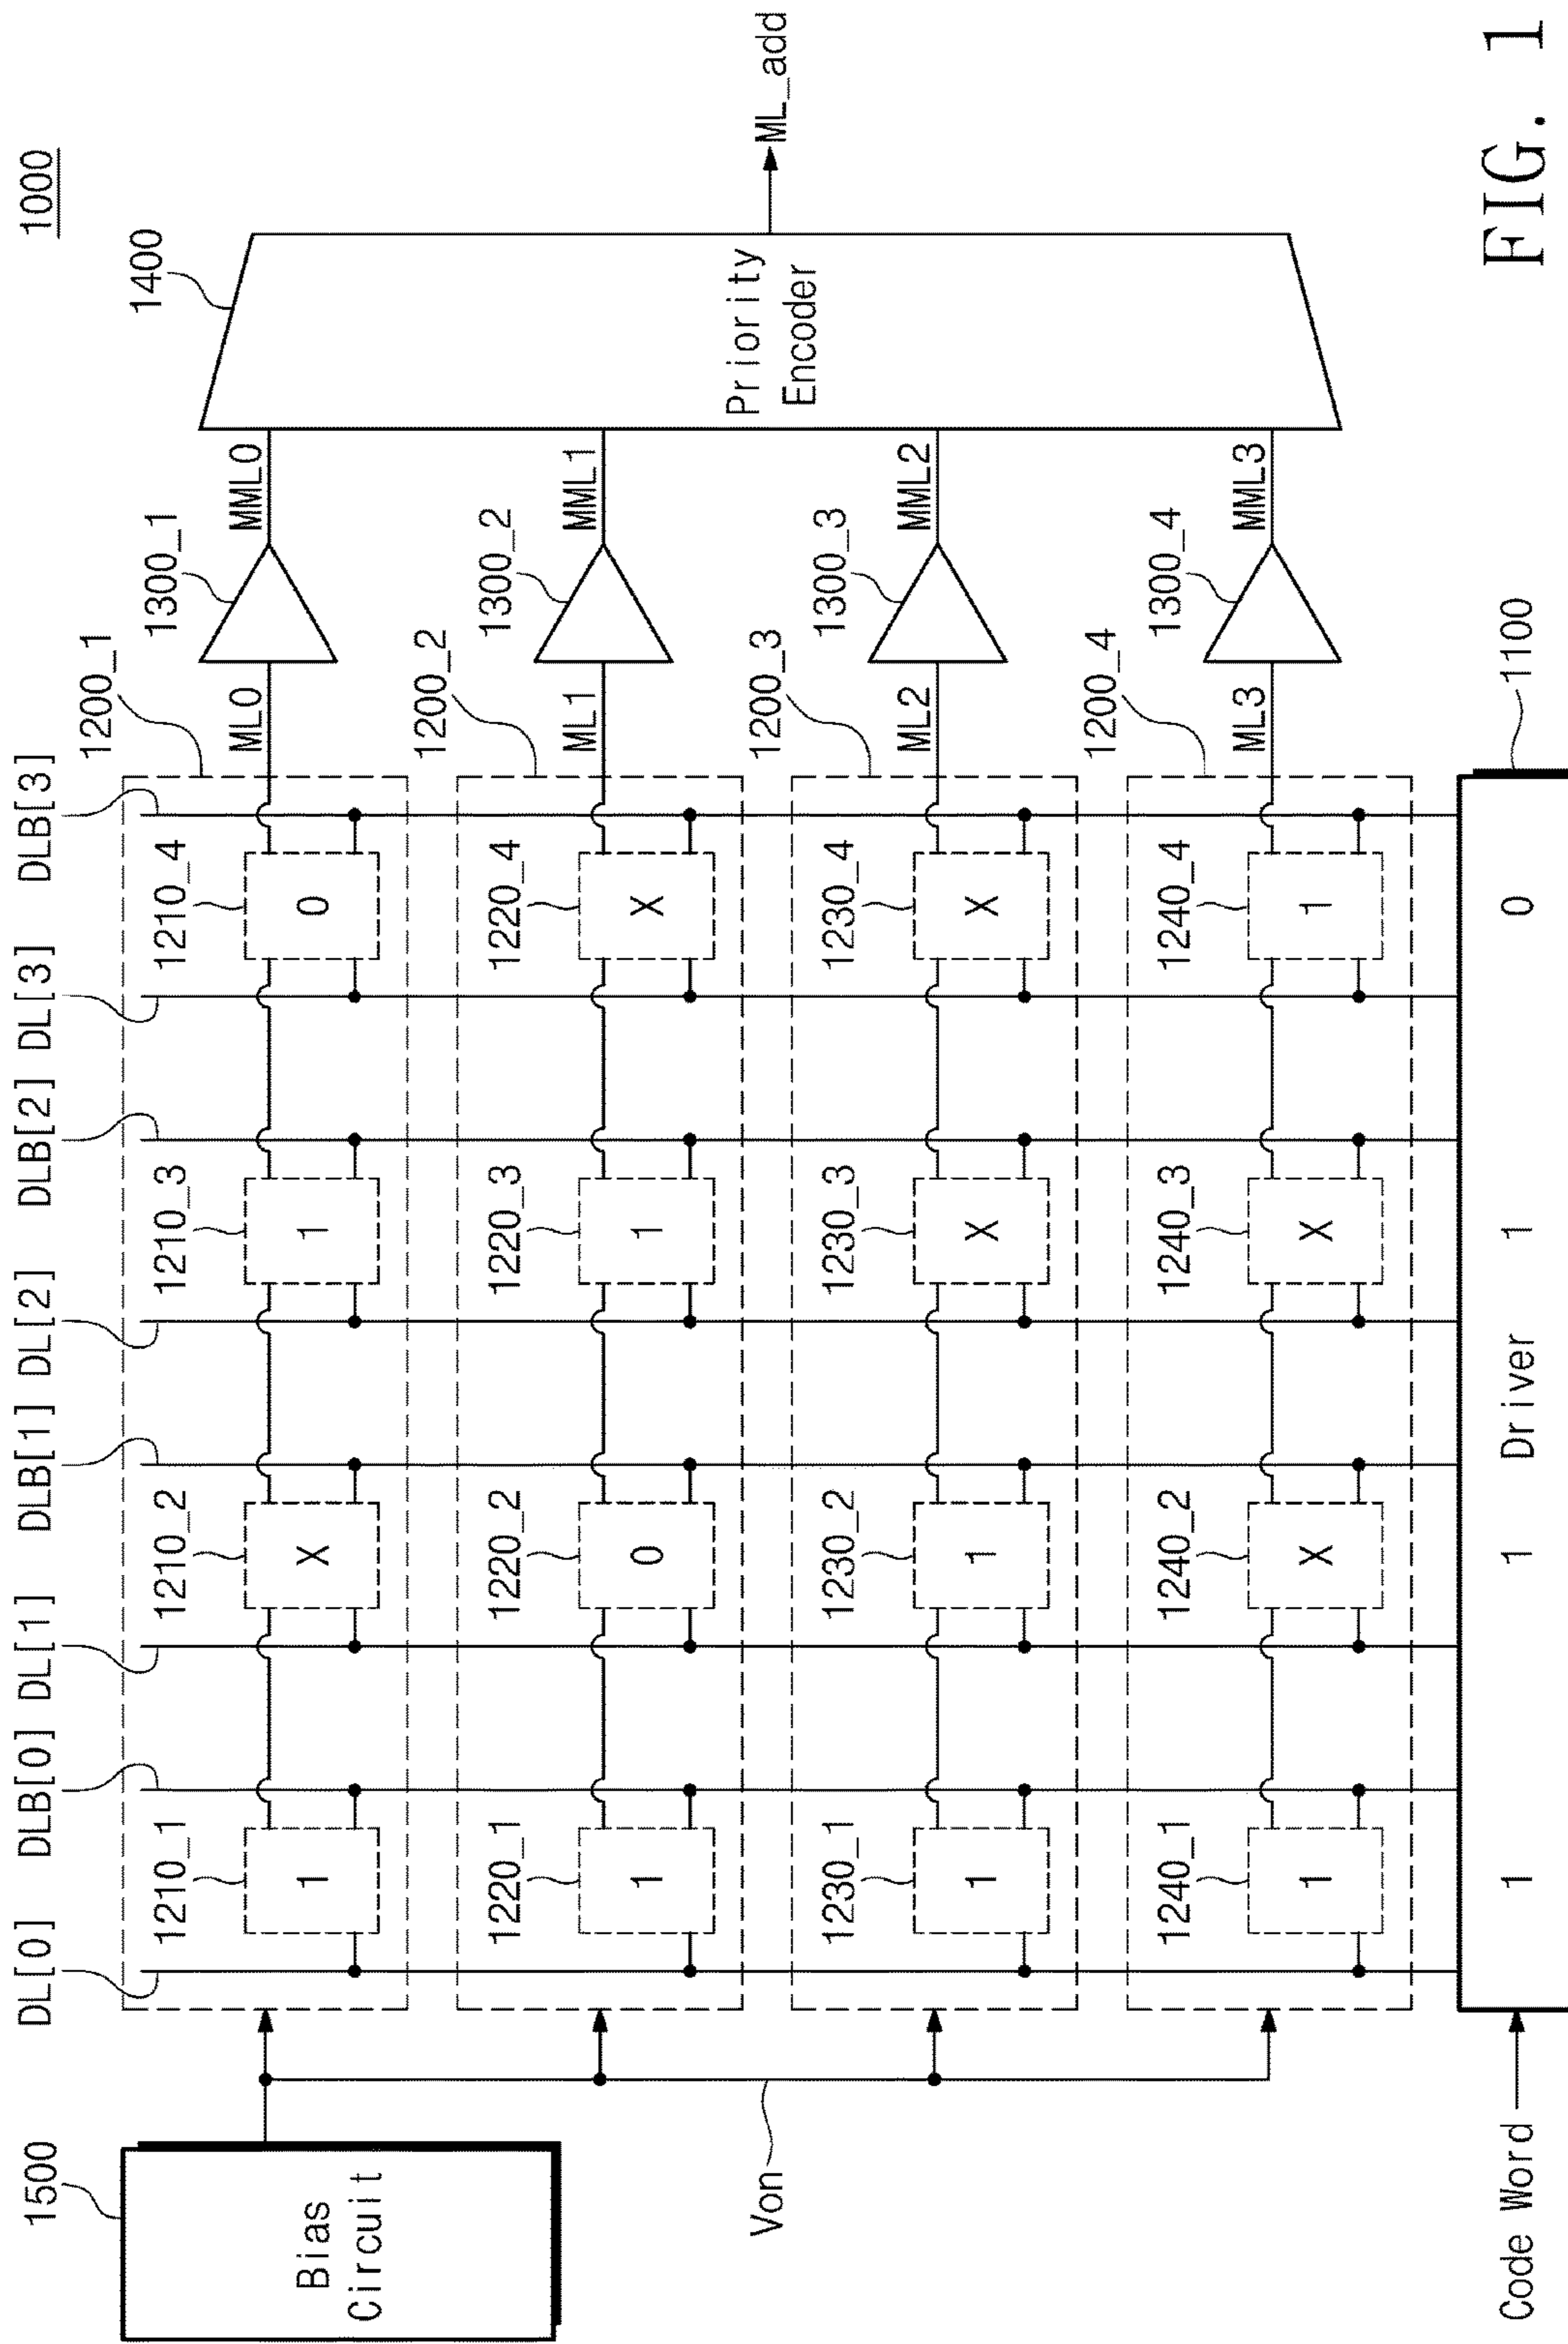 1000
DL[0] DLB[0] DL[1] DLB[1] DL[2] DLB[2] DL[3] DLB[3]
1500
Bias
Circuit
Von
1200_1
1210_1 1210_2 1210_3 1210_4
1 X 1 0
ML0
1300_1
MML0
1200_2
1220_1 1220_2 1220_3 1220_4
1 0 1 X
ML1
1300_2
MML1
1200_3
1230_1 1230_2 1230_3 1230_4
1 1 X X
ML2
1300_3
MML2
1200_4
1240_1 1240_2 1240_3 1240_4
1 X X 1
ML3
1300_4
MML3
1400
Priority
Encoder
ML_add
Code Word
1 1 Driver 1 0
1100
FIG. 1